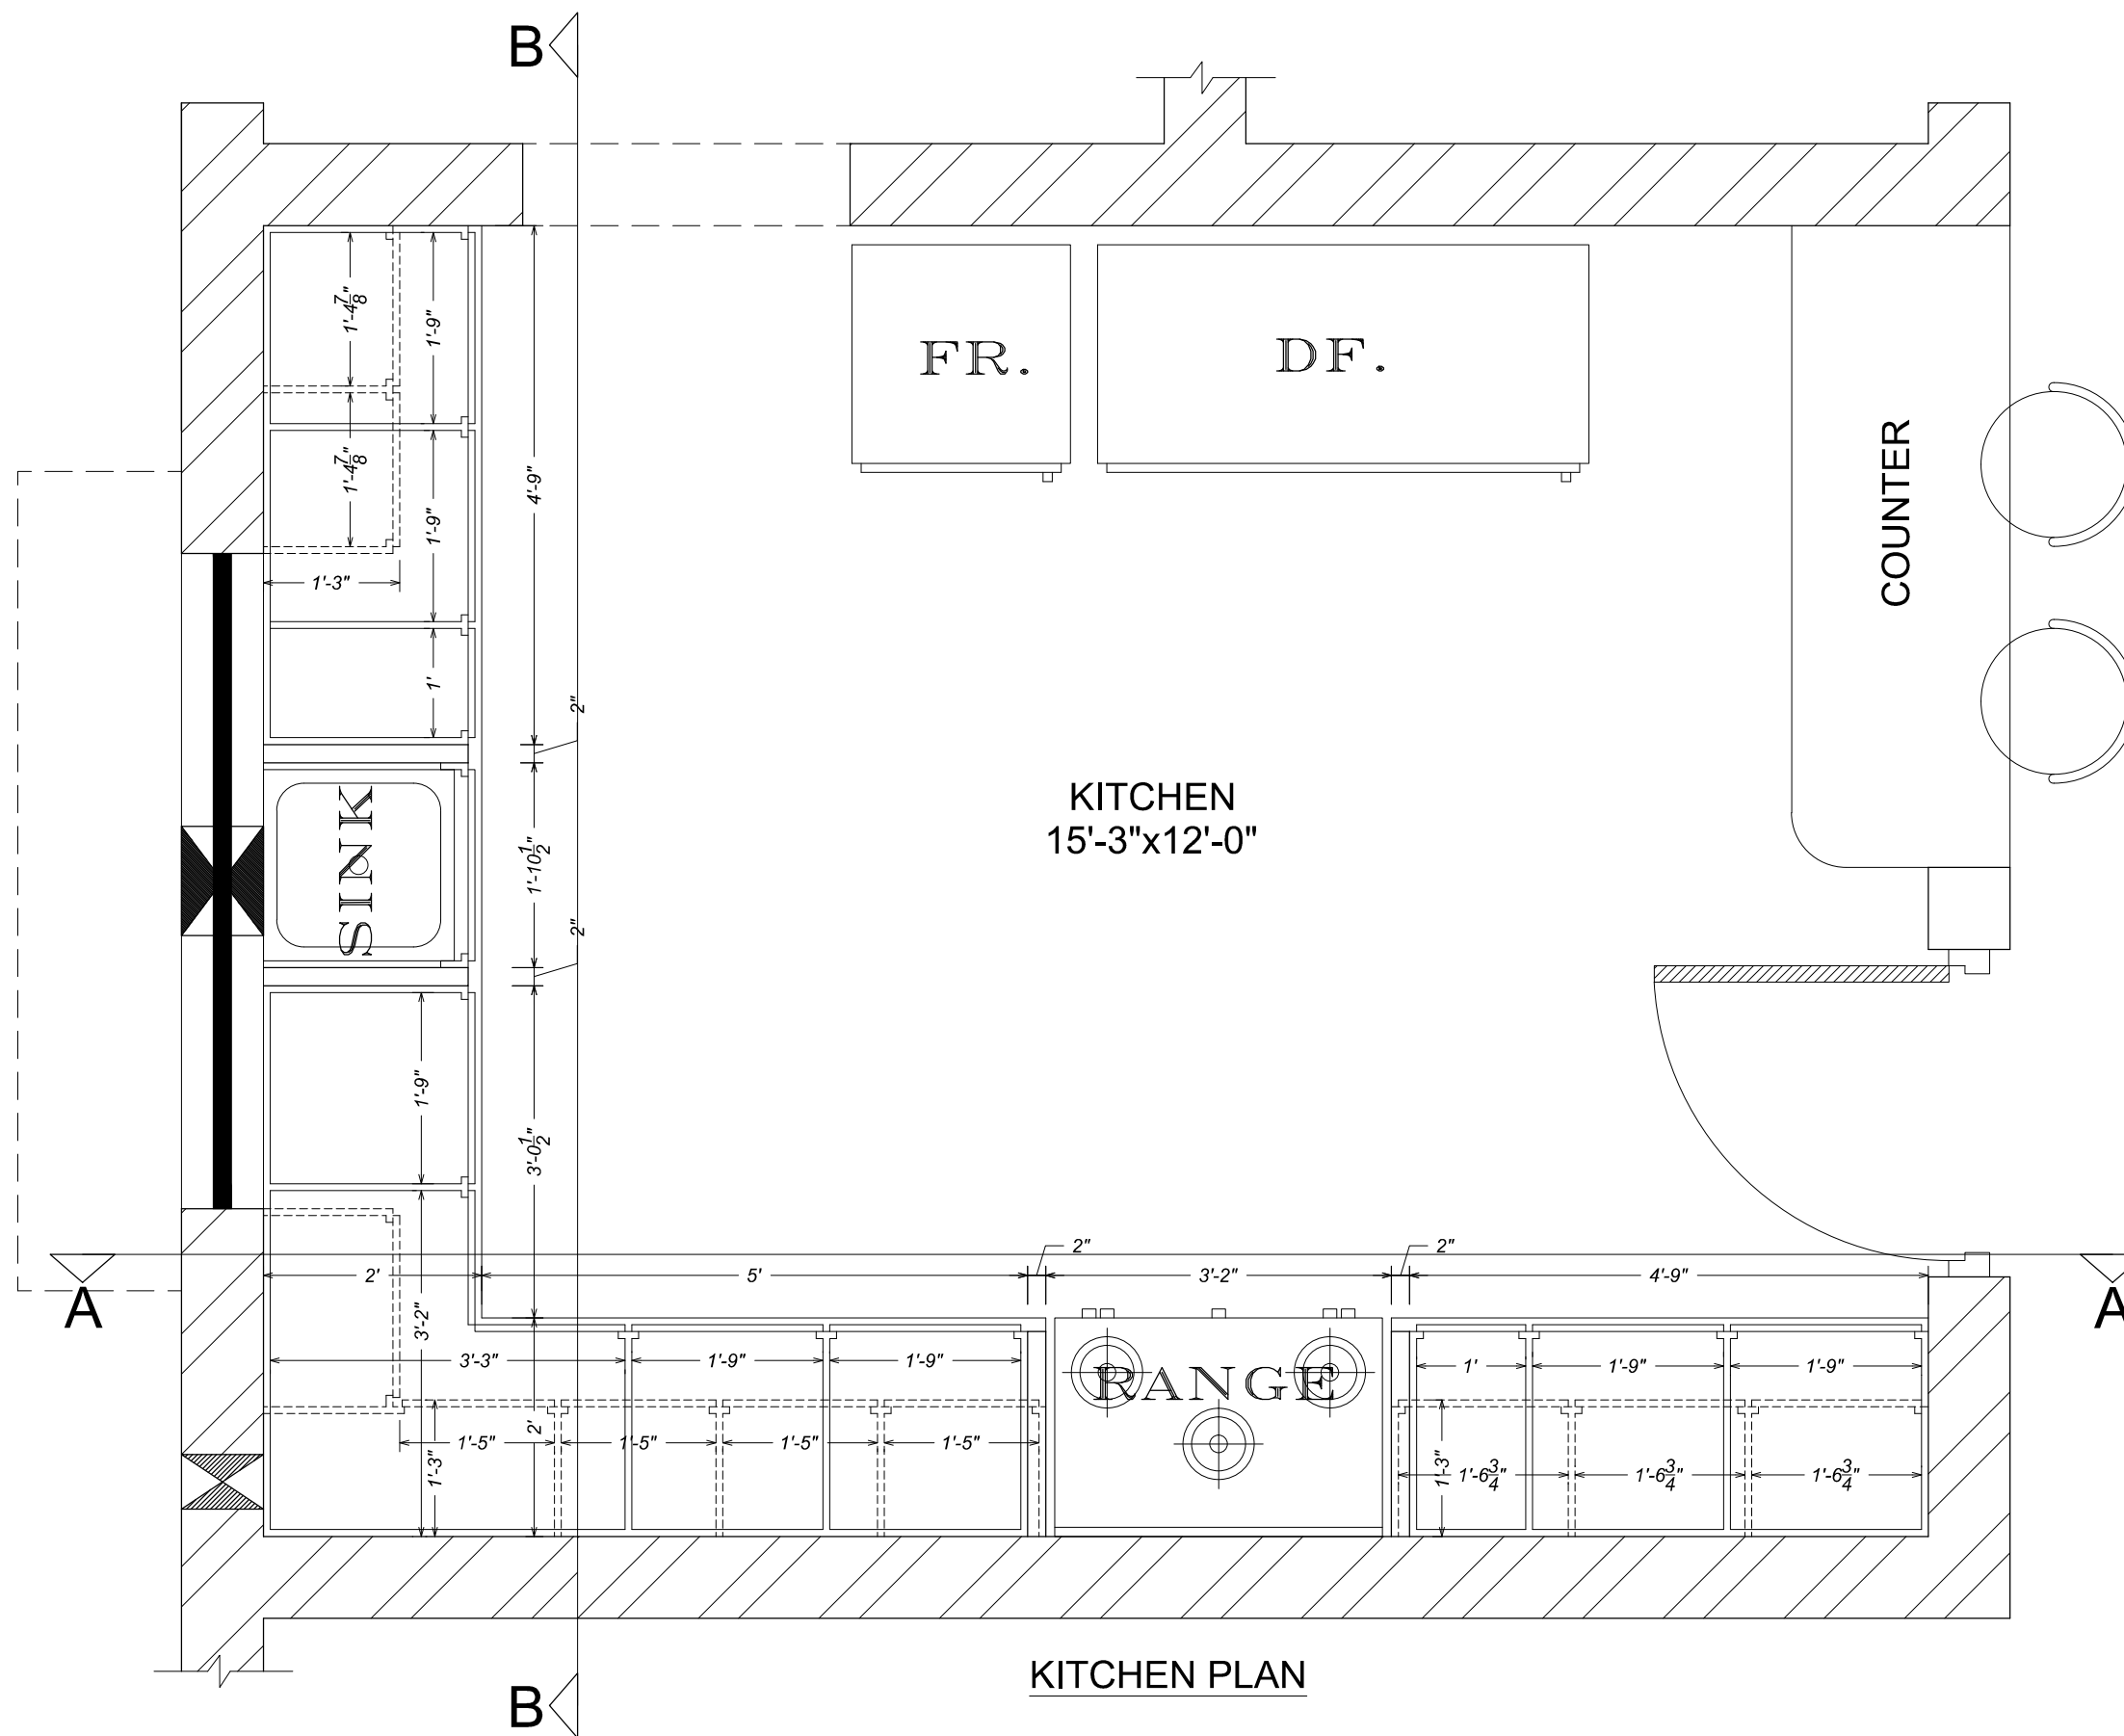 B
FR.
DF.
1'-4 7/8"
1'-9"
4'-9"
1'-4 7/8"
1'-9"
COUNTER
1'-3"
1'
2"
KITCHEN
15'-3"x12'-0"
SINK
1'-10 1/2"
2"
1'-9"
3'-0 1/2"
2"
2"
2'
5'
3'-2"
4'-9"
A
A
3'-2"
3'-3"
1'-9"
1'-9"
RANGE
1'
1'-9"
1'-9"
2'
1'-3"
1'-5"
1'-5"
1'-5"
1'-5"
1'-3"
1'-6 3/4"
1'-6 3/4"
1'-6 3/4"
KITCHEN PLAN
B